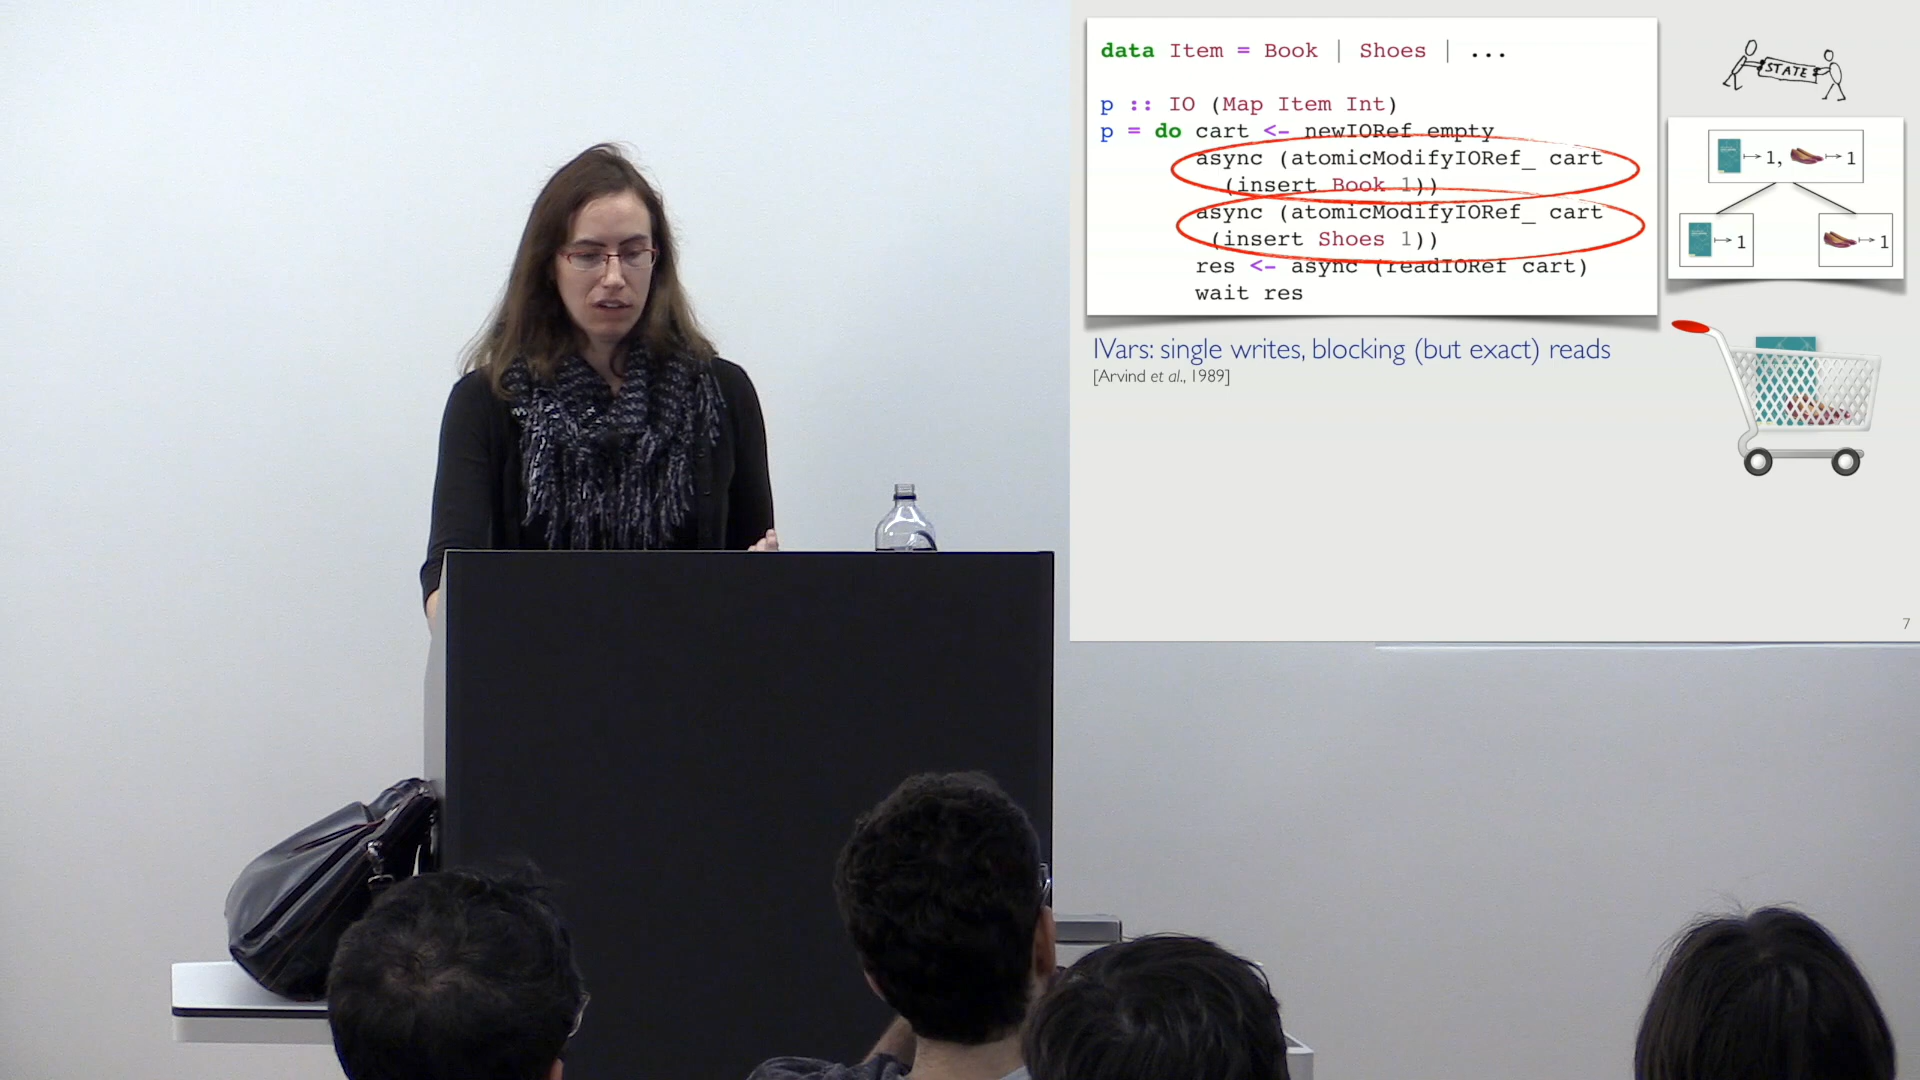 data Item = Book | Shoes | ...
p :: IO (Map Item Int)
p = do cart <- newIORef empty
async (atomicModifyIORef_ cart
(insert Book 1))
async (atomicModifyIORef_ cart
(insert Shoes 1))
res <- async (readIORef cart)
wait res
STATE
↦ 1, ↦ 1
↦ 1
↦ 1
IVars: single writes, blocking (but exact) reads
[Arvind et al., 1989]
7